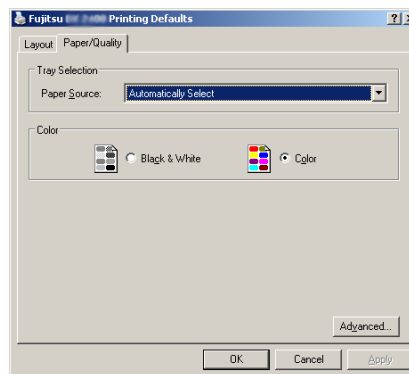 Fujitsu Printing Defaults
Layout Paper/Quality
Tray Selection
Paper Source: Automatically Select
Color
Black & White Color
Advanced...
OK Cancel Apply